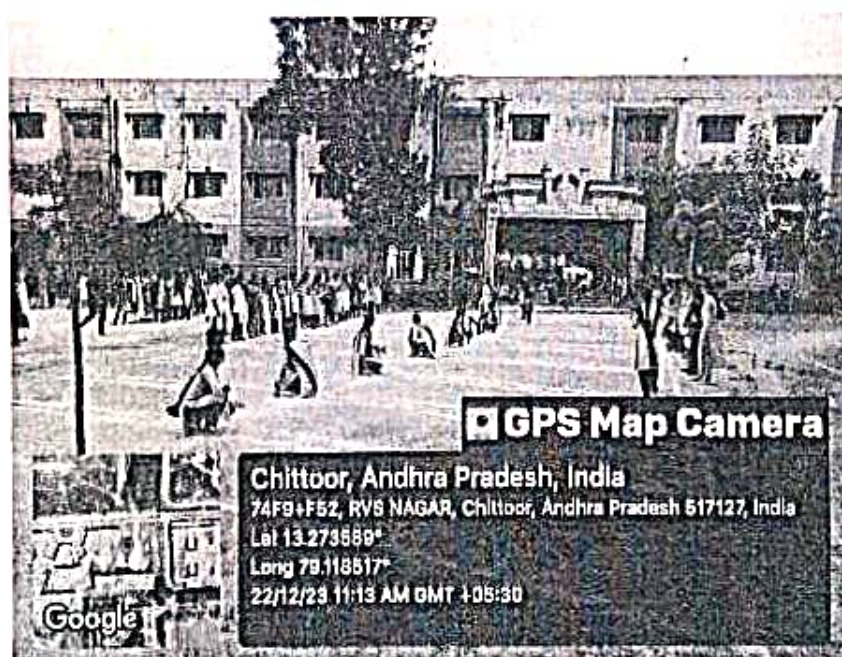 GPS Map Camera
Chittoor, Andhra Pradesh, India
74F9+F52, RVS NAGAR, Chittoor, Andhra Pradesh 517127, India
Lat 13.273589°
Long 79.118517°
22/12/23 11:13 AM GMT +05:30
Google